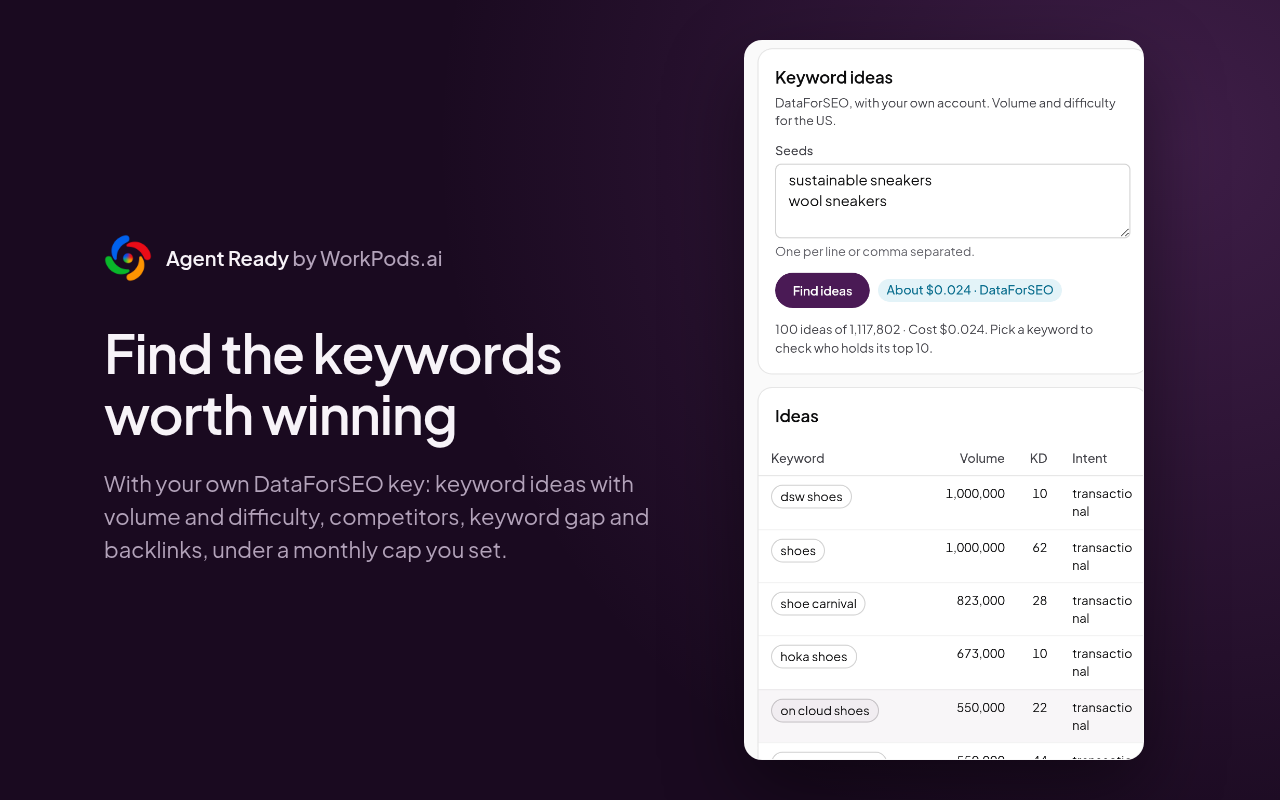 Agent Ready by WorkPods.ai
Find the keywords
worth winning
With your own DataForSEO key: keyword ideas with
volume and difficulty, competitors, keyword gap and
backlinks, under a monthly cap you set.
Keyword ideas
DataForSEO, with your own account. Volume and difficulty
for the US.
Seeds
sustainable sneakers
wool sneakers
One per line or comma separated.
Find ideas
About $0.024 · DataForSEO
100 ideas of 1,117,802 · Cost $0.024. Pick a keyword to
check who holds its top 10.
Ideas
Keyword Volume KD Intent
dsw shoes 1,000,000 10 transactio
nal
shoes 1,000,000 62 transactio
nal
shoe carnival 823,000 28 transactio
nal
hoka shoes 673,000 10 transactio
nal
on cloud shoes 550,000 22 transactio
nal